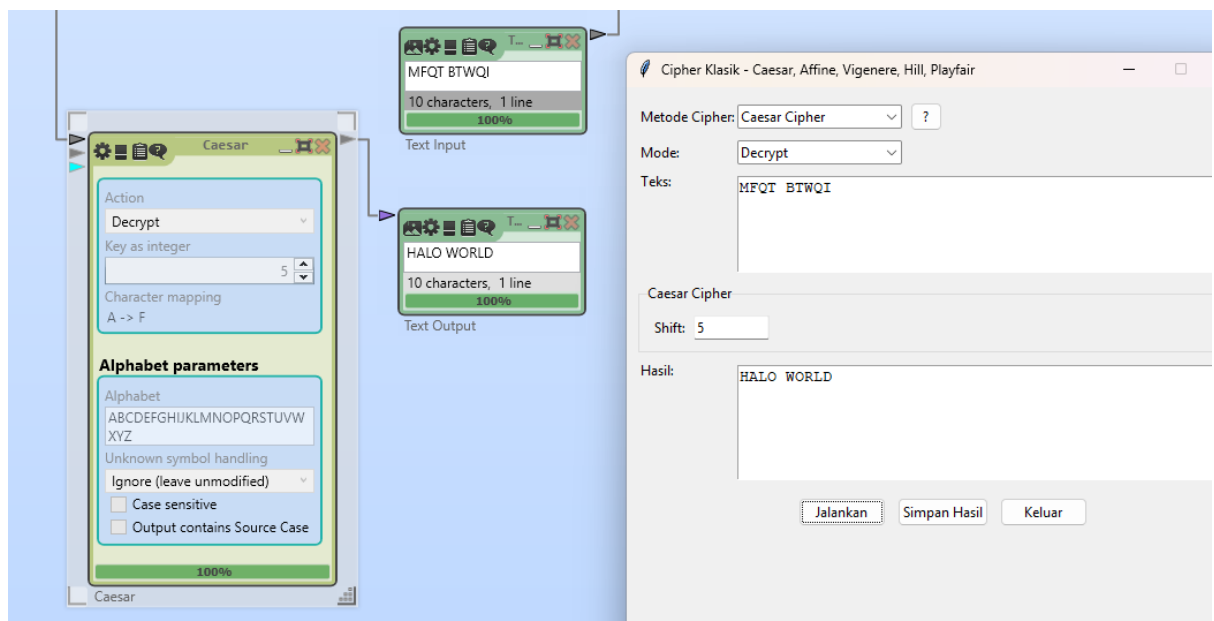 T...
MFQT BTWQI
10 characters, 1 line
100%
Text Input
Caesar
Action
Decrypt
Key as integer
5
Character mapping
A -> F
Alphabet parameters
Alphabet
ABCDEFGHIJKLMNOPQRSTUVW
XYZ
Unknown symbol handling
Ignore (leave unmodified)
Case sensitive
Output contains Source Case
100%
Caesar
T...
HALO WORLD
10 characters, 1 line
100%
Text Output
Cipher Klasik - Caesar, Affine, Vigenere, Hill, Playfair
Metode Cipher: Caesar Cipher ?
Mode: Decrypt
Teks: MFQT BTWQI
Caesar Cipher
Shift: 5
Hasil: HALO WORLD
Jalankan Simpan Hasil Keluar